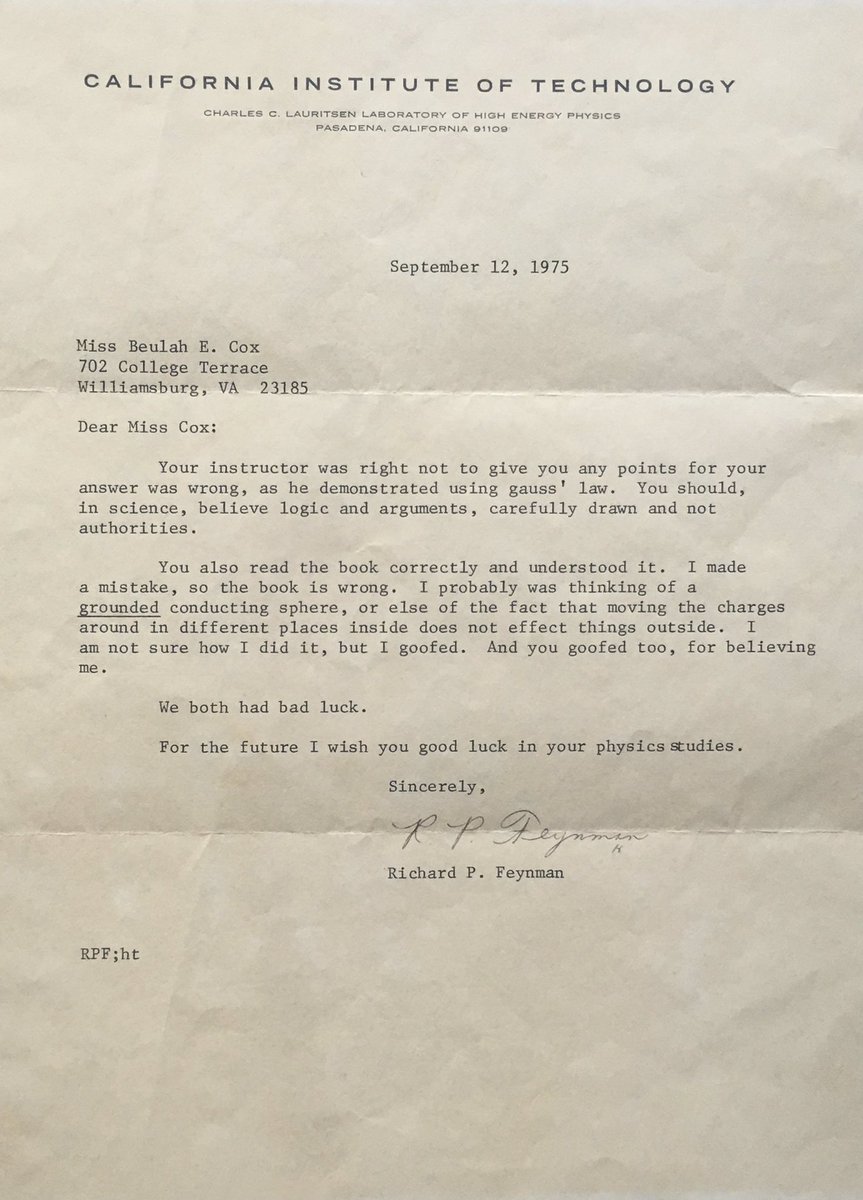 CALIFORNIA INSTITUTE OF TECHNOLOGY
CHARLES C. LAURITSEN LABORATORY OF HIGH ENERGY PHYSICS
PASADENA, CALIFORNIA 91109
September 12, 1975
Miss Beulah E. Cox
702 College Terrace
Williamsburg, VA 23185
Dear Miss Cox:
Your instructor was right not to give you any points for your
answer was wrong, as he demonstrated using gauss' law. You should,
in science, believe logic and arguments, carefully drawn and not
authorities.
You also read the book correctly and understood it. I made
a mistake, so the book is wrong. I probably was thinking of a
grounded conducting sphere, or else of the fact that moving the charges
around in different places inside does not effect things outside. I
am not sure how I did it, but I goofed. And you goofed too, for believing
me.
We both had bad luck.
For the future I wish you good luck in your physics studies.
Sincerely,
R P. Feynman
Richard P. Feynman
RPF;ht